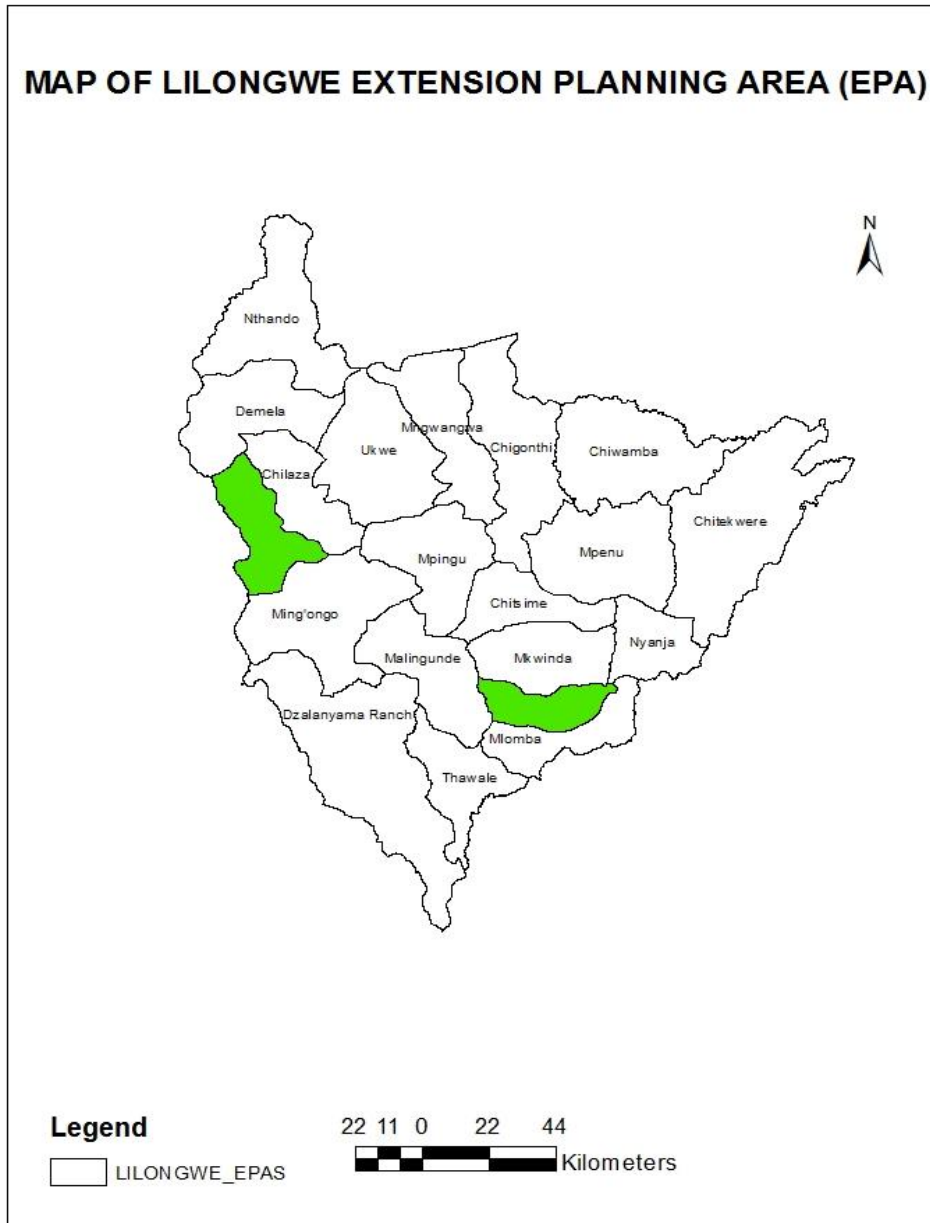 MAP OF LILONGWE EXTENSION PLANNING AREA (EPA)
N
Nthando
Demela
Mngwangwa
Ukwe
Chigonthi
Chiwamba
Chilaza
Chitekwere
Mpingu
Mpenu
Chitsime
Ming'ongo
Nyanja
Malingunde
Mkwinda
Dzalanyama Ranch
Mlomba
Thawale
Legend
22 11 0 22 44
Kilometers
LILONGWE_EPAS